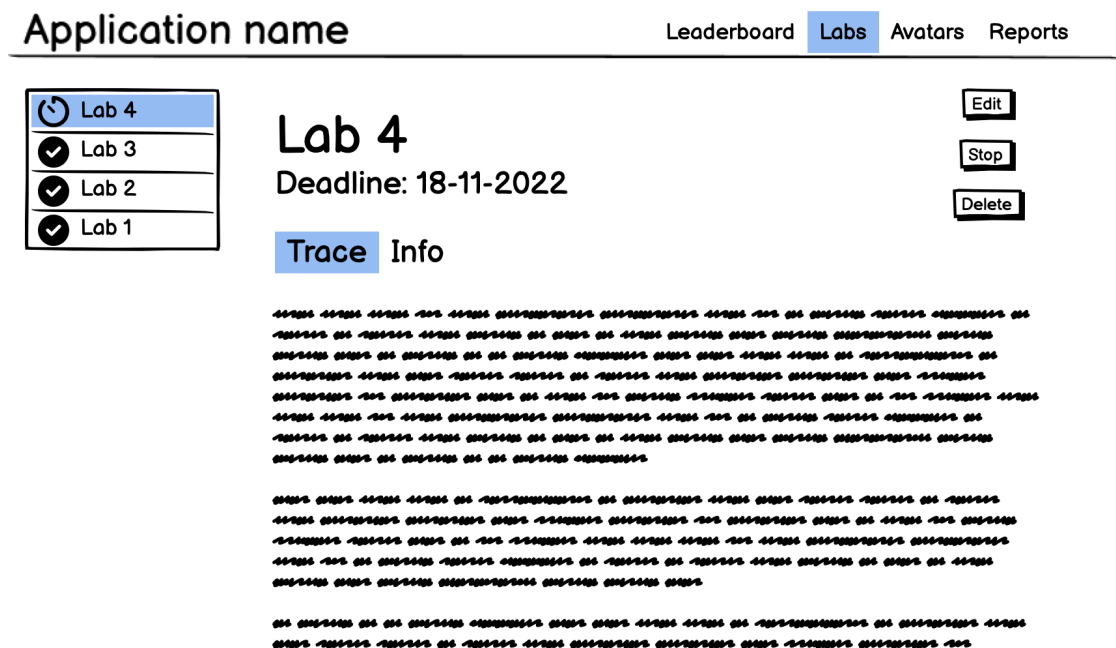 Application name
Leaderboard Labs Avatars Reports
Lab 4
Lab 3
Lab 2
Lab 1
Lab 4
Deadline: 18-11-2022
Edit
Stop
Delete
Trace Info